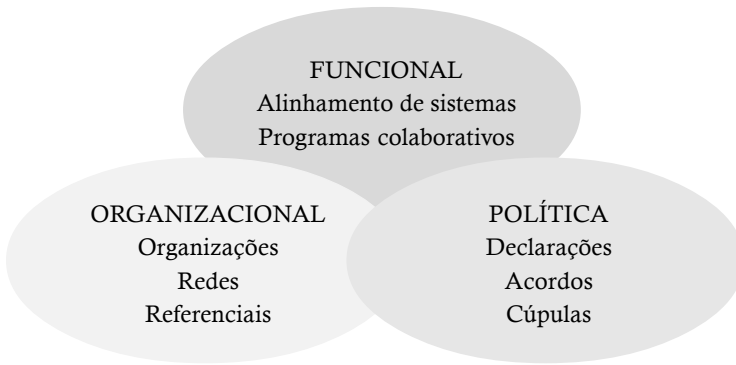 FUNCIONAL
Alinhamento de sistemas
Programas colaborativos
ORGANIZACIONAL
Organizações
Redes
Referenciais
POLÍTICA
Declarações
Acordos
Cúpulas